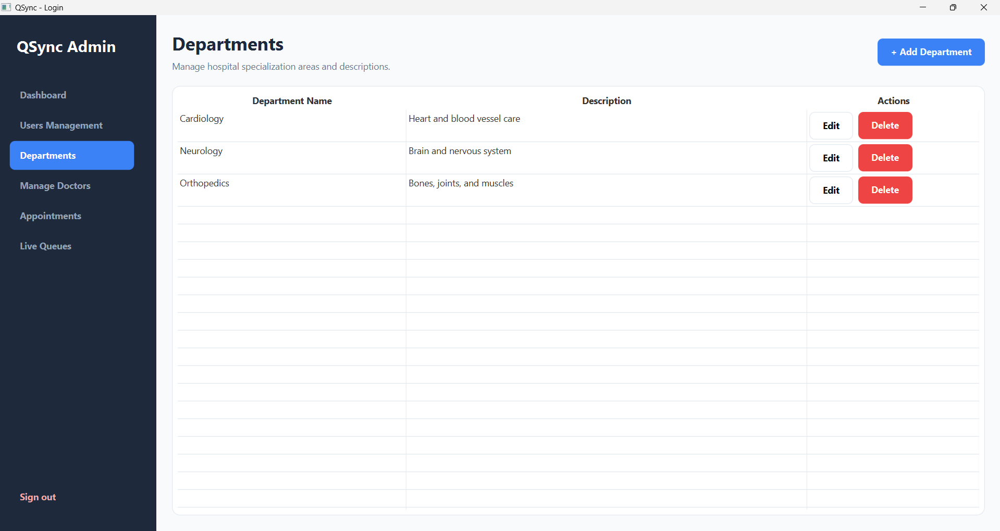 QSync - Login
QSync Admin
Dashboard
Users Management
Departments
Manage Doctors
Appointments
Live Queues
Sign out
Departments
Manage hospital specialization areas and descriptions.
+ Add Department
Department Name Description Actions
Cardiology Heart and blood vessel care Edit Delete
Neurology Brain and nervous system Edit Delete
Orthopedics Bones, joints, and muscles Edit Delete